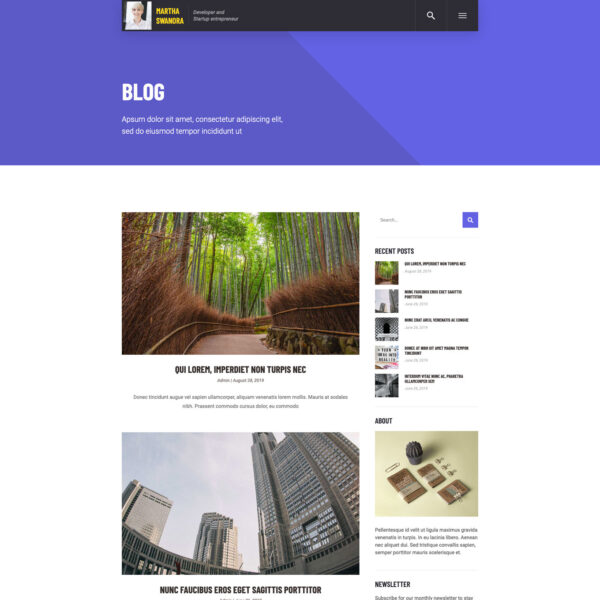 MARTHA
SWANDRA
Developer and
Startup entrepreneur
BLOG
Apsum dolor sit amet, consectetur adipiscing elit,
sed do eiusmod tempor incididunt ut
QUI LOREM, IMPERDIET NON TURPIS NEC
Admin | August 28, 2019
Donec tincidunt augue vel sapien ullamcorper, aliquam venenatis lorem mollis. Mauris at sodales
nibh. Praesent commodo cursus dolor, eu commodo.
NUNC FAUCIBUS EROS EGET SAGITTIS PORTTITOR
Search...
RECENT POSTS
QUI LOREM, IMPERDIET NON TURPIS NEC
August 28, 2019
NUNC FAUCIBUS EROS EGET SAGITTIS
PORTTITOR
June 26, 2019
NUNC ERAT ARCU, VENENATIS AC CONGUE
June 26, 2019
DONEC AT NIBH SIT AMET MAGNA TEMPOR
TINCIDUNT
June 26, 2019
INTERDUM VITAE NUNC AC, PHARETRA
ULLAMCORPER SEM
June 26, 2019
ABOUT
Pellentesque id velit ut ligula maximus gravida
venenatis in turpis. In eu lacinia libero. Aenean
nec aliquet dui. Sed tristique convallis sapien,
semper porttitor mauris scelerisque et.
NEWSLETTER
Subscribe for our monthly newsletter to stay